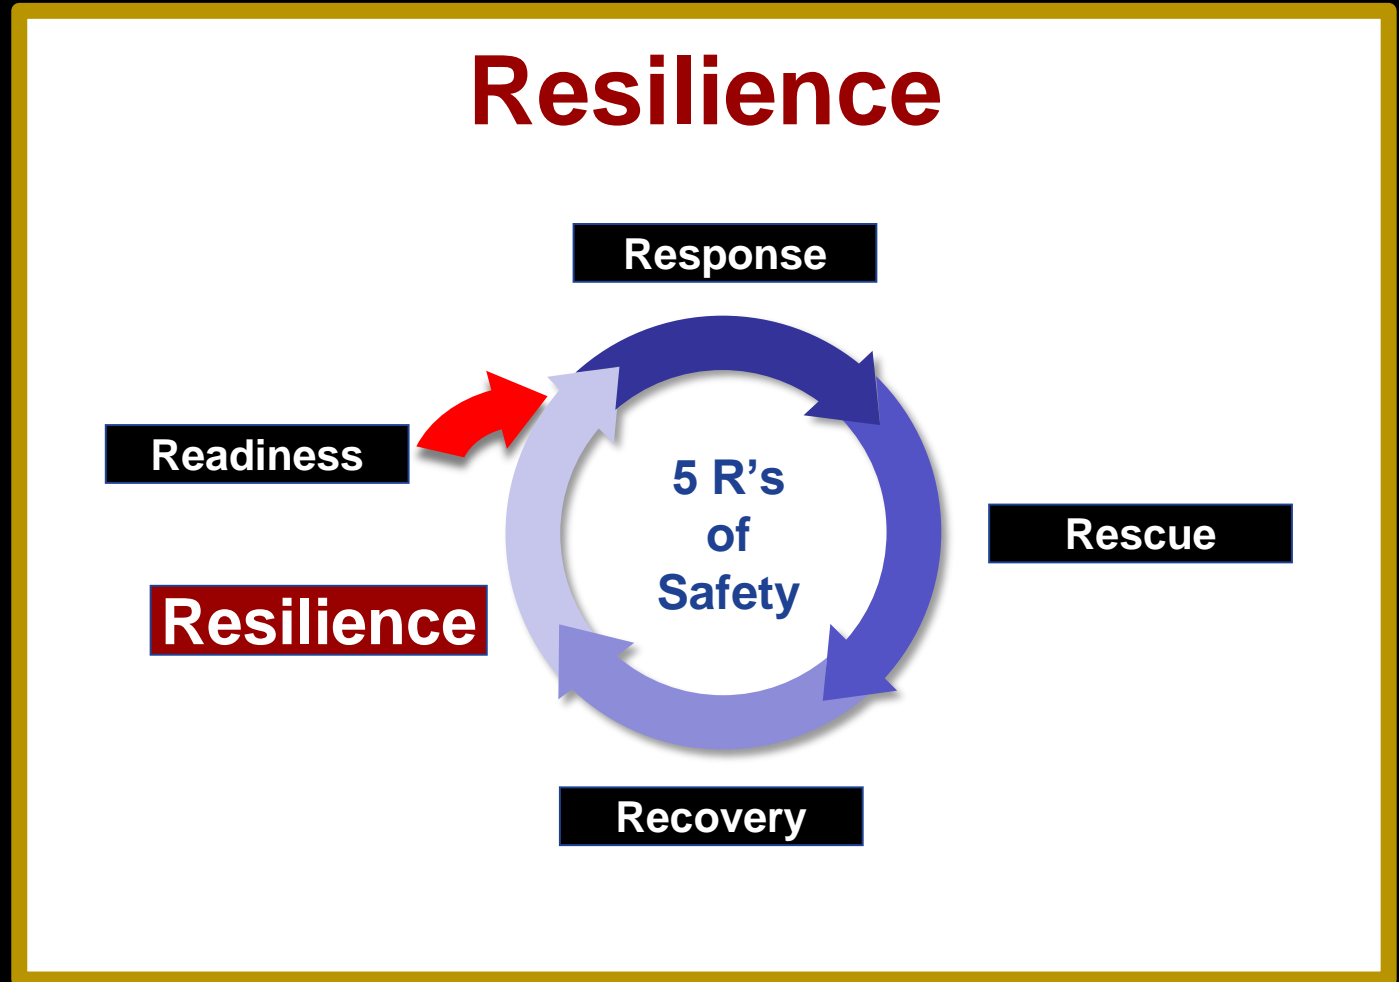 Resilience
Response
Readiness
5 R's
of
Safety
Rescue
Resilience
Recovery